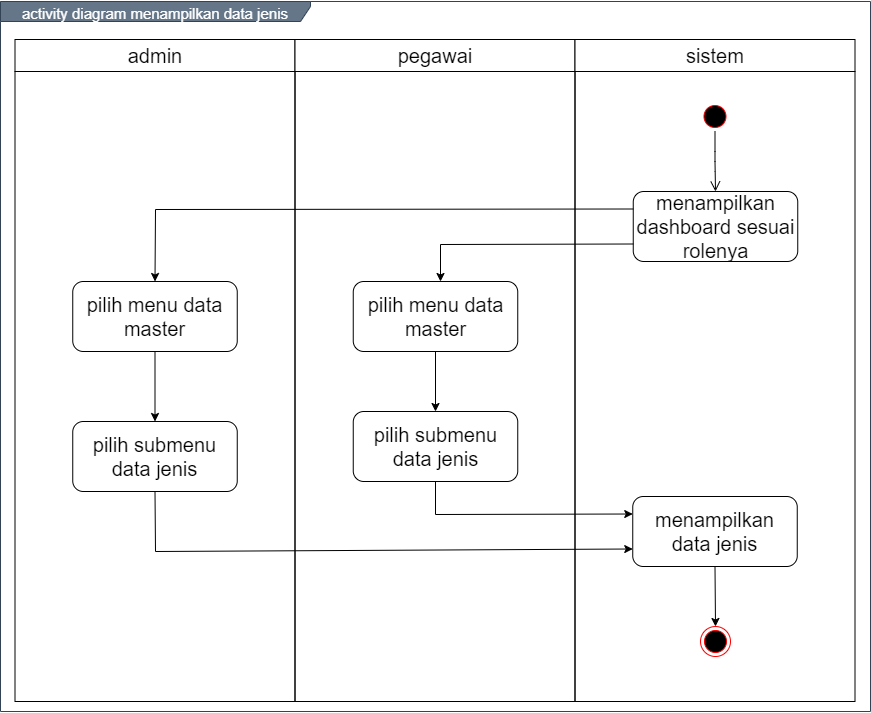 activity diagram menampilkan data jenis
admin
pegawai
sistem
menampilkan
dashboard sesuai
rolenya
pilih menu data
master
pilih menu data
master
pilih submenu
data jenis
pilih submenu
data jenis
menampilkan
data jenis